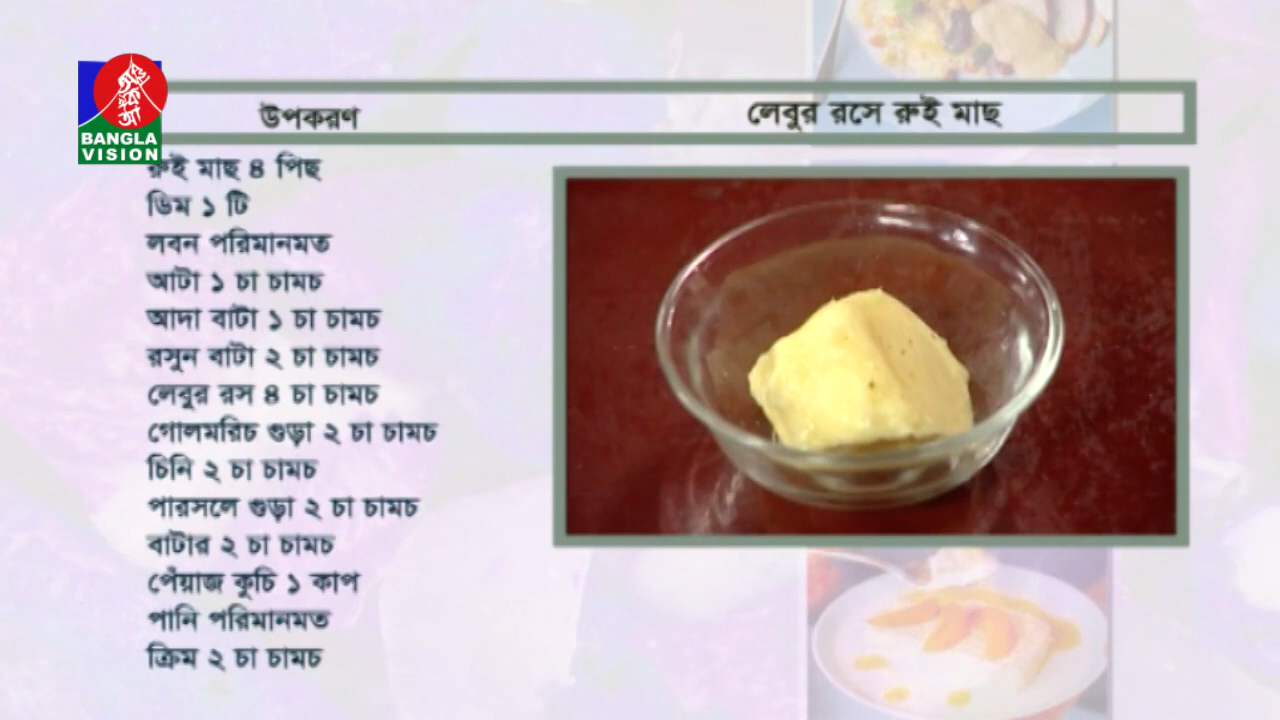 উপকরণ
লেবুর রসে রুই মাছ
BANGLA
VISION
রুই মাছ ৪ পিছ
ডিম ১ টি
লবন পরিমানমত
আটা ১ চা চামচ
আদা বাটা ১ চা চামচ
রসুন বাটা ২ চা চামচ
লেবুর রস ৪ চা চামচ
গোলমরিচ গুড়া ২ চা চামচ
চিনি ২ চা চামচ
পারসলে গুড়া ২ চা চামচ
বাটার ২ চা চামচ
পেঁয়াজ কুচি ১ কাপ
পানি পরিমানমত
ক্রিম ২ চা চামচ